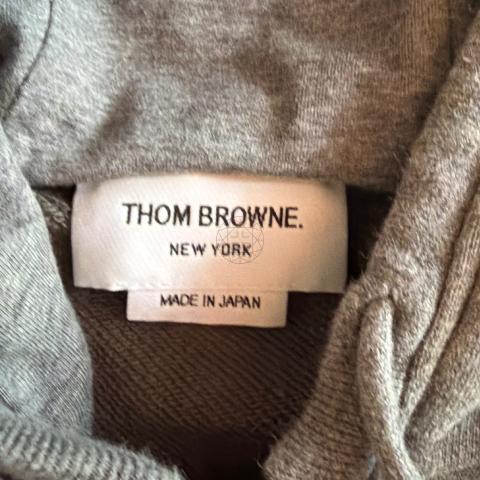 THOM BROWNE.
NEW YORK
MADE IN JAPAN